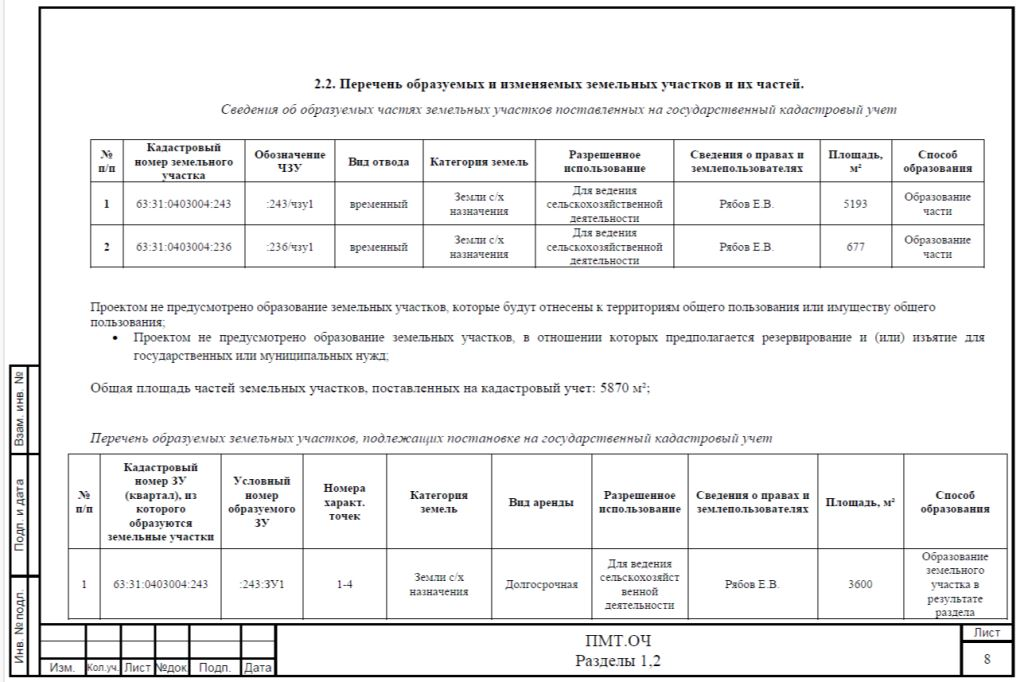 2.2. Перечень образуемых и изменяемых земельных участков и их частей.
Сведения об образуемых частях земельных участков поставленных на государственный кадастровый учет
№ п/п | Кадастровый номер земельного участка | Обозначение ЧЗУ | Вид отвода | Категория земель | Разрешенное использование | Сведения о правах и землепользователях | Площадь, м² | Способ образования
1 | 63:31:0403004:243 | :243/чзу1 | временный | Земли с/х назначения | Для ведения сельскохозяйственной деятельности | Рябов Е.В. | 5193 | Образование части
2 | 63:31:0403004:236 | :236/чзу1 | временный | Земли с/х назначения | Для ведения сельскохозяйственной деятельности | Рябов Е.В. | 677 | Образование части
Проектом не предусмотрено образование земельных участков, которые будут отнесены к территориям общего пользования или имуществу общего
пользования;
• Проектом не предусмотрено образование земельных участков, в отношении которых предполагается резервирование и (или) изъятие для
государственных или муниципальных нужд;
Общая площадь частей земельных участков, поставленных на кадастровый учет: 5870 м²;
Перечень образуемых земельных участков, подлежащих постановке на государственный кадастровый учет
№ п/п | Кадастровый номер ЗУ (квартал), из которого образуются земельные участки | Условный номер образуемого ЗУ | Номера характ. точек | Категория земель | Вид аренды | Разрешенное использование | Сведения о правах и землепользователях | Площадь, м² | Способ образования
1 | 63:31:0403004:243 | :243:ЗУ1 | 1-4 | Земли с/х назначения | Долгосрочная | Для ведения сельскохозяйст венной деятельности | Рябов Е.В. | 3600 | Образование земельного участка в результате раздела
Взам. инв. №
Подп. и дата
Инв. № подл.
Изм. | Кол.уч. | Лист | №док. | Подп. | Дата
ПМТ.ОЧ
Разделы 1,2
Лист
8